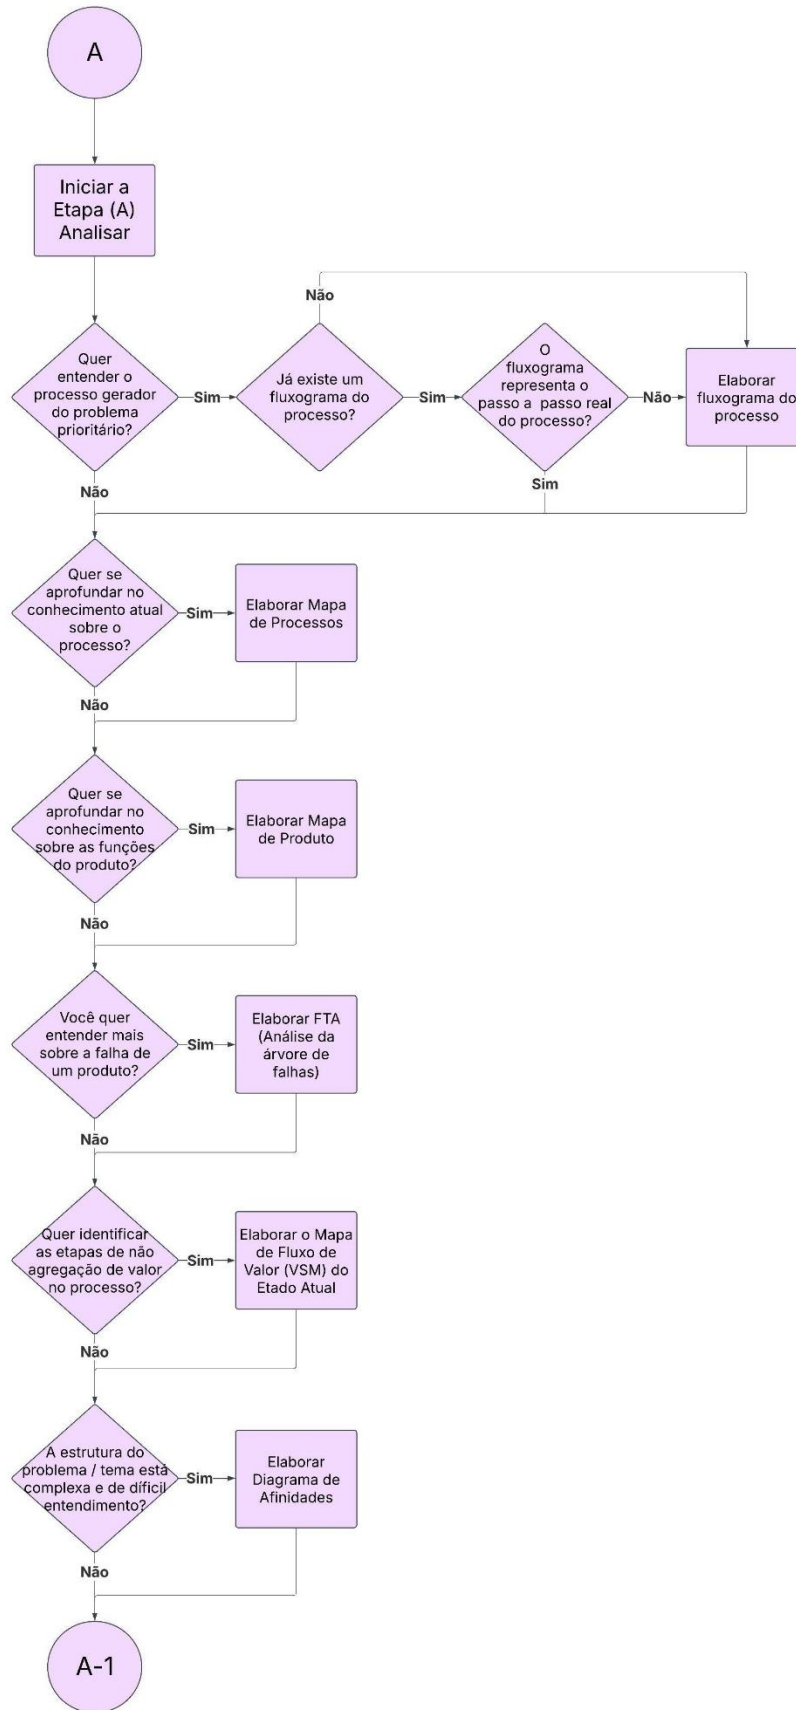 A
Iniciar a
Etapa (A)
Analisar
Quer
entender o
processo gerador
do problema
prioritário?
Sim
Já existe um
fluxograma do
processo?
Não
Sim
O
fluxograma
representa o
passo a passo real
do processo?
Não
Elaborar
fluxograma do
processo
Não
Sim
Quer se
aprofundar no
conhecimento atual
sobre o
processo?
Sim
Elaborar Mapa
de Processos
Não
Quer se
aprofundar no
conhecimento
sobre as funções
do produto?
Sim
Elaborar Mapa
de Produto
Não
Você quer
entender mais
sobre a falha de
um produto?
Sim
Elaborar FTA
(Análise da
árvore de
falhas)
Não
Quer identificar
as etapas de não
agregação de valor
no processo?
Sim
Elaborar o Mapa
de Fluxo de
Valor (VSM) do
Etado Atual
Não
A estrutura do
problema / tema está
complexa e de díficil
entendimento?
Sim
Elaborar
Diagrama de
Afinidades
Não
A-1